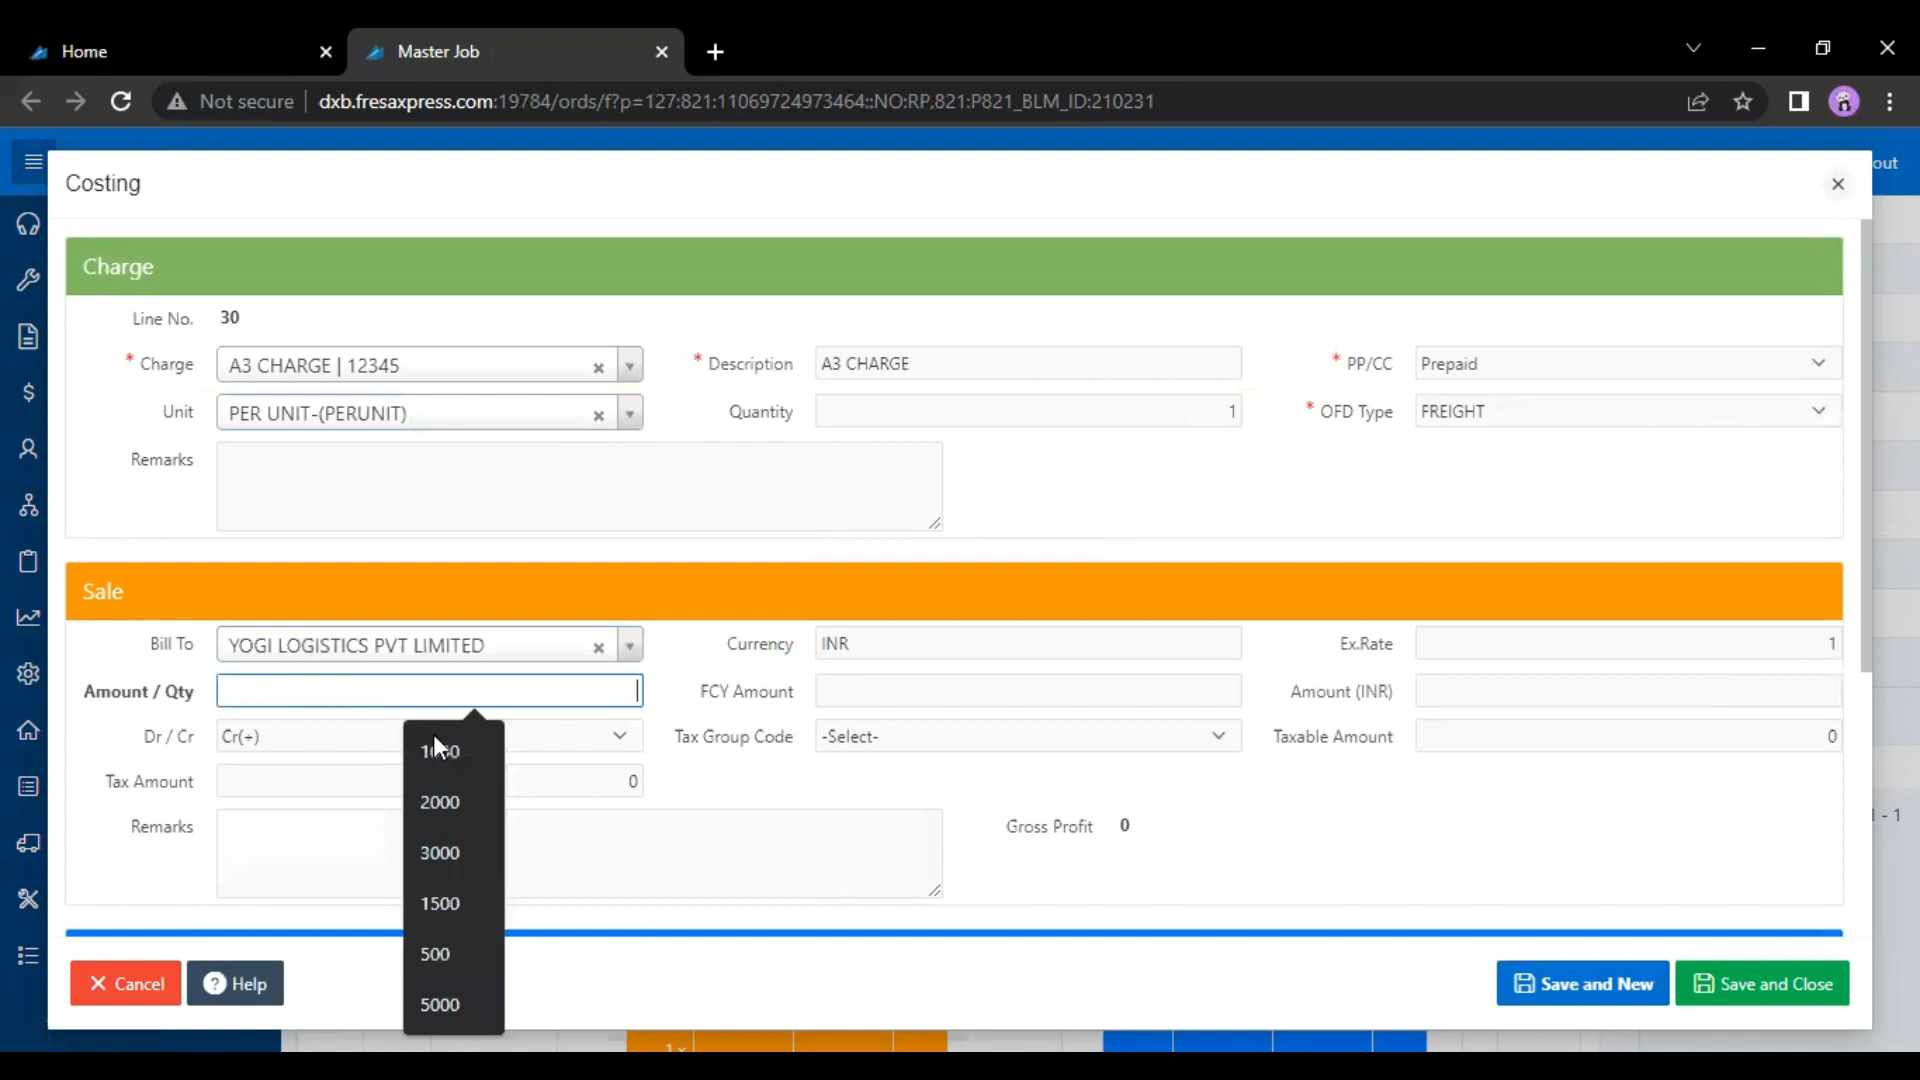 Home
Master Job
Not secure
dxb.fresaxpress.com:19784/ords/f?p=127:821:11069724973464::NO:RP,821:P821_BLM_ID:210231
out
Costing
Charge
Line No. 30
* Charge A3 CHARGE | 12345 * Description A3 CHARGE * PP/CC Prepaid
Unit PER UNIT-(PERUNIT) Quantity 1 * OFD Type FREIGHT
Remarks
Sale
Bill To YOGI LOGISTICS PVT LIMITED Currency INR Ex.Rate 1
Amount / Qty FCY Amount Amount (INR)
Dr / Cr Cr(+) Tax Group Code -Select- Taxable Amount 0
Tax Amount 0
Remarks Gross Profit 0
2000
3000
1500
500
5000
- 1
Cancel Help Save and New Save and Close